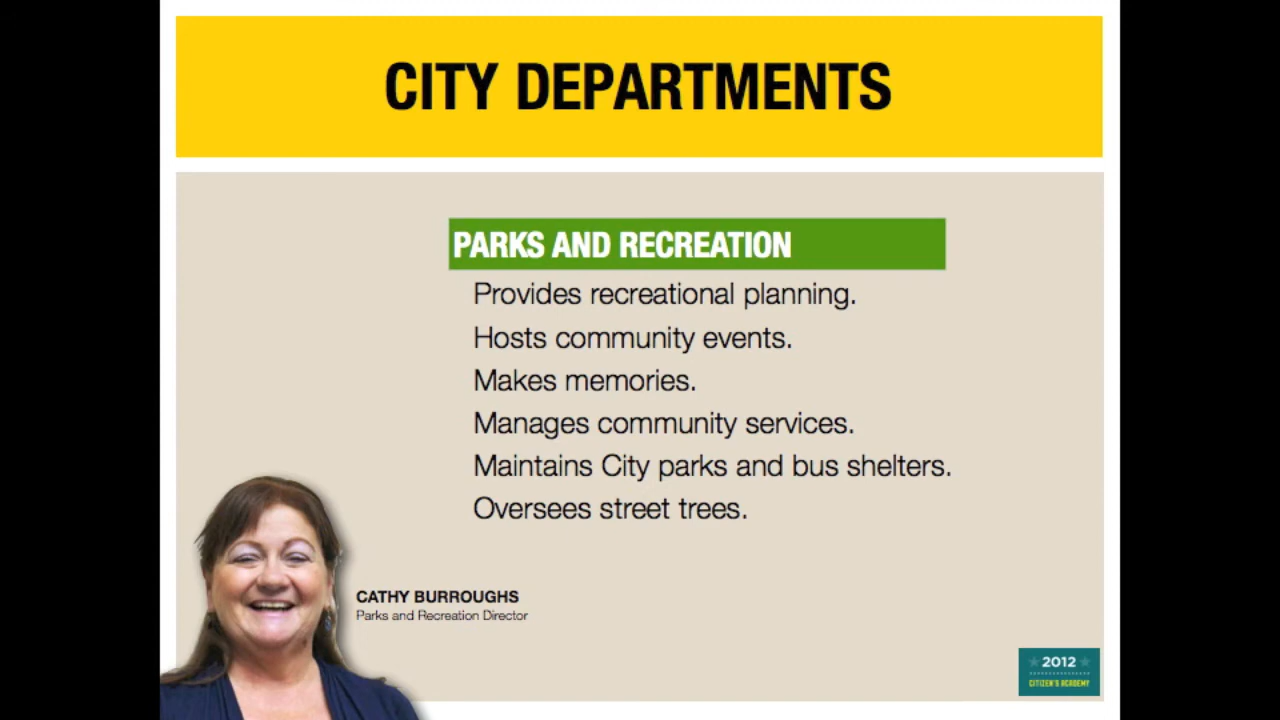 CITY DEPARTMENTS
PARKS AND RECREATION
Provides recreational planning.
Hosts community events.
Makes memories.
Manages community services.
Maintains City parks and bus shelters.
Oversees street trees.
CATHY BURROUGHS
Parks and Recreation Director
2012
CITIZEN'S ACADEMY